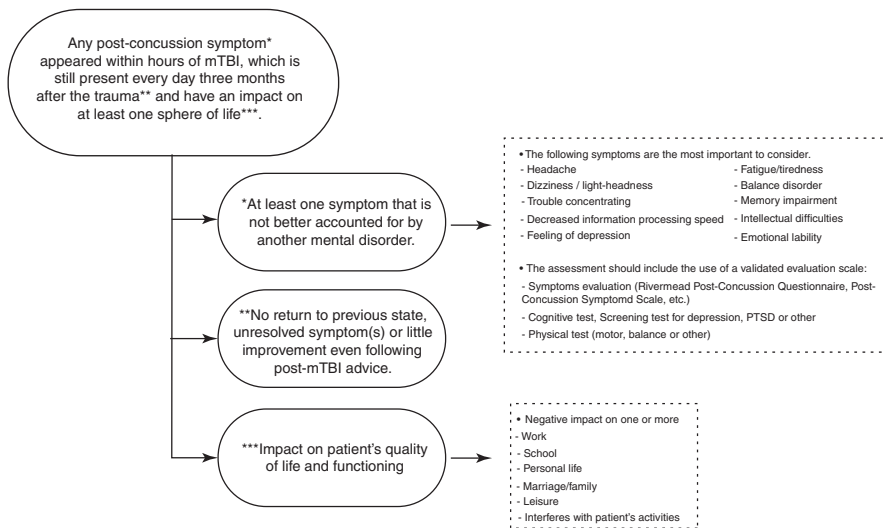 Any post-concussion symptom*
appeared within hours of mTBI, which is
still present every day three months
after the trauma** and have an impact on
at least one sphere of life***.
*At least one symptom that is
not better accounted for by
another mental disorder.
• The following symptoms are the most important to consider.
- Headache
- Dizziness / light-headness
- Trouble concentrating
- Decreased information processing speed
- Feeling of depression
- Fatigue/tiredness
- Balance disorder
- Memory impairment
- Intellectual difficulties
- Emotional lability
• The assessment should include the use of a validated evaluation scale:
- Symptoms evaluation (Rivermead Post-Concussion Questionnaire, Post-
Concussion Symptomd Scale, etc.)
- Cognitive test, Screening test for depression, PTSD or other
- Physical test (motor, balance or other)
**No return to previous state,
unresolved symptom(s) or little
improvement even following
post-mTBI advice.
***Impact on patient's quality
of life and functioning
• Negative impact on one or more
- Work
- School
- Personal life
- Marriage/family
- Leisure
- Interferes with patient's activities